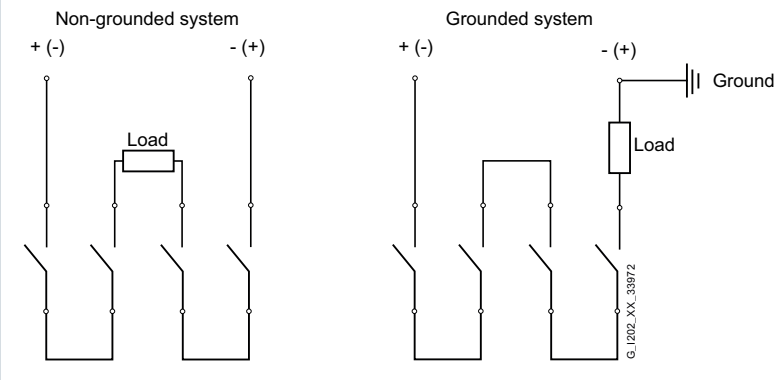 Non-grounded system
+ (-)
- (+)
Load
Grounded system
+ (-)
- (+)
Ground
Load
G_I202_XX_33972